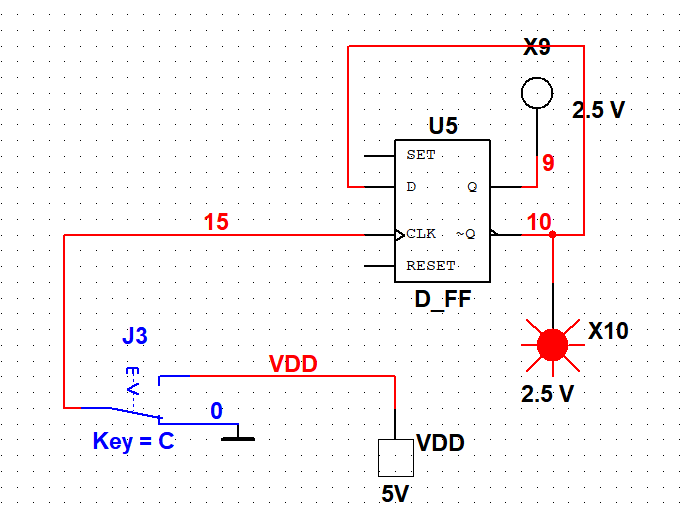 X9
2.5 V
U5
SET
9
D
Q
15
10
CLK
~Q
RESET
D_FF
J3
X10
VDD
2.5 V
0
Key = C
VDD
5V